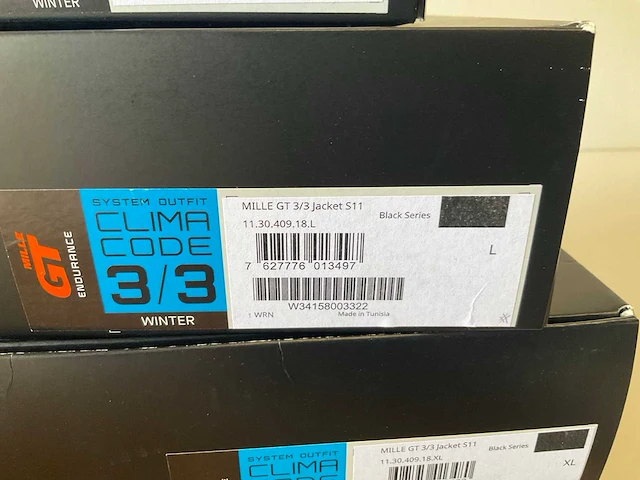 WINTER
MILLE
GT
ENDURANCE
SYSTEM OUTFIT
CLIMA
CODE
3/3
WINTER
MILLE GT 3/3 Jacket S11
Black Series
11.30.409.18.L
L
7 627776 013497
W34158003322
1 WRN
Made in Tunisia
SYSTEM OUTFIT
CLIMA
MILLE GT 3/3 Jacket S11
Black Series
11.30.409.18.XL
XL